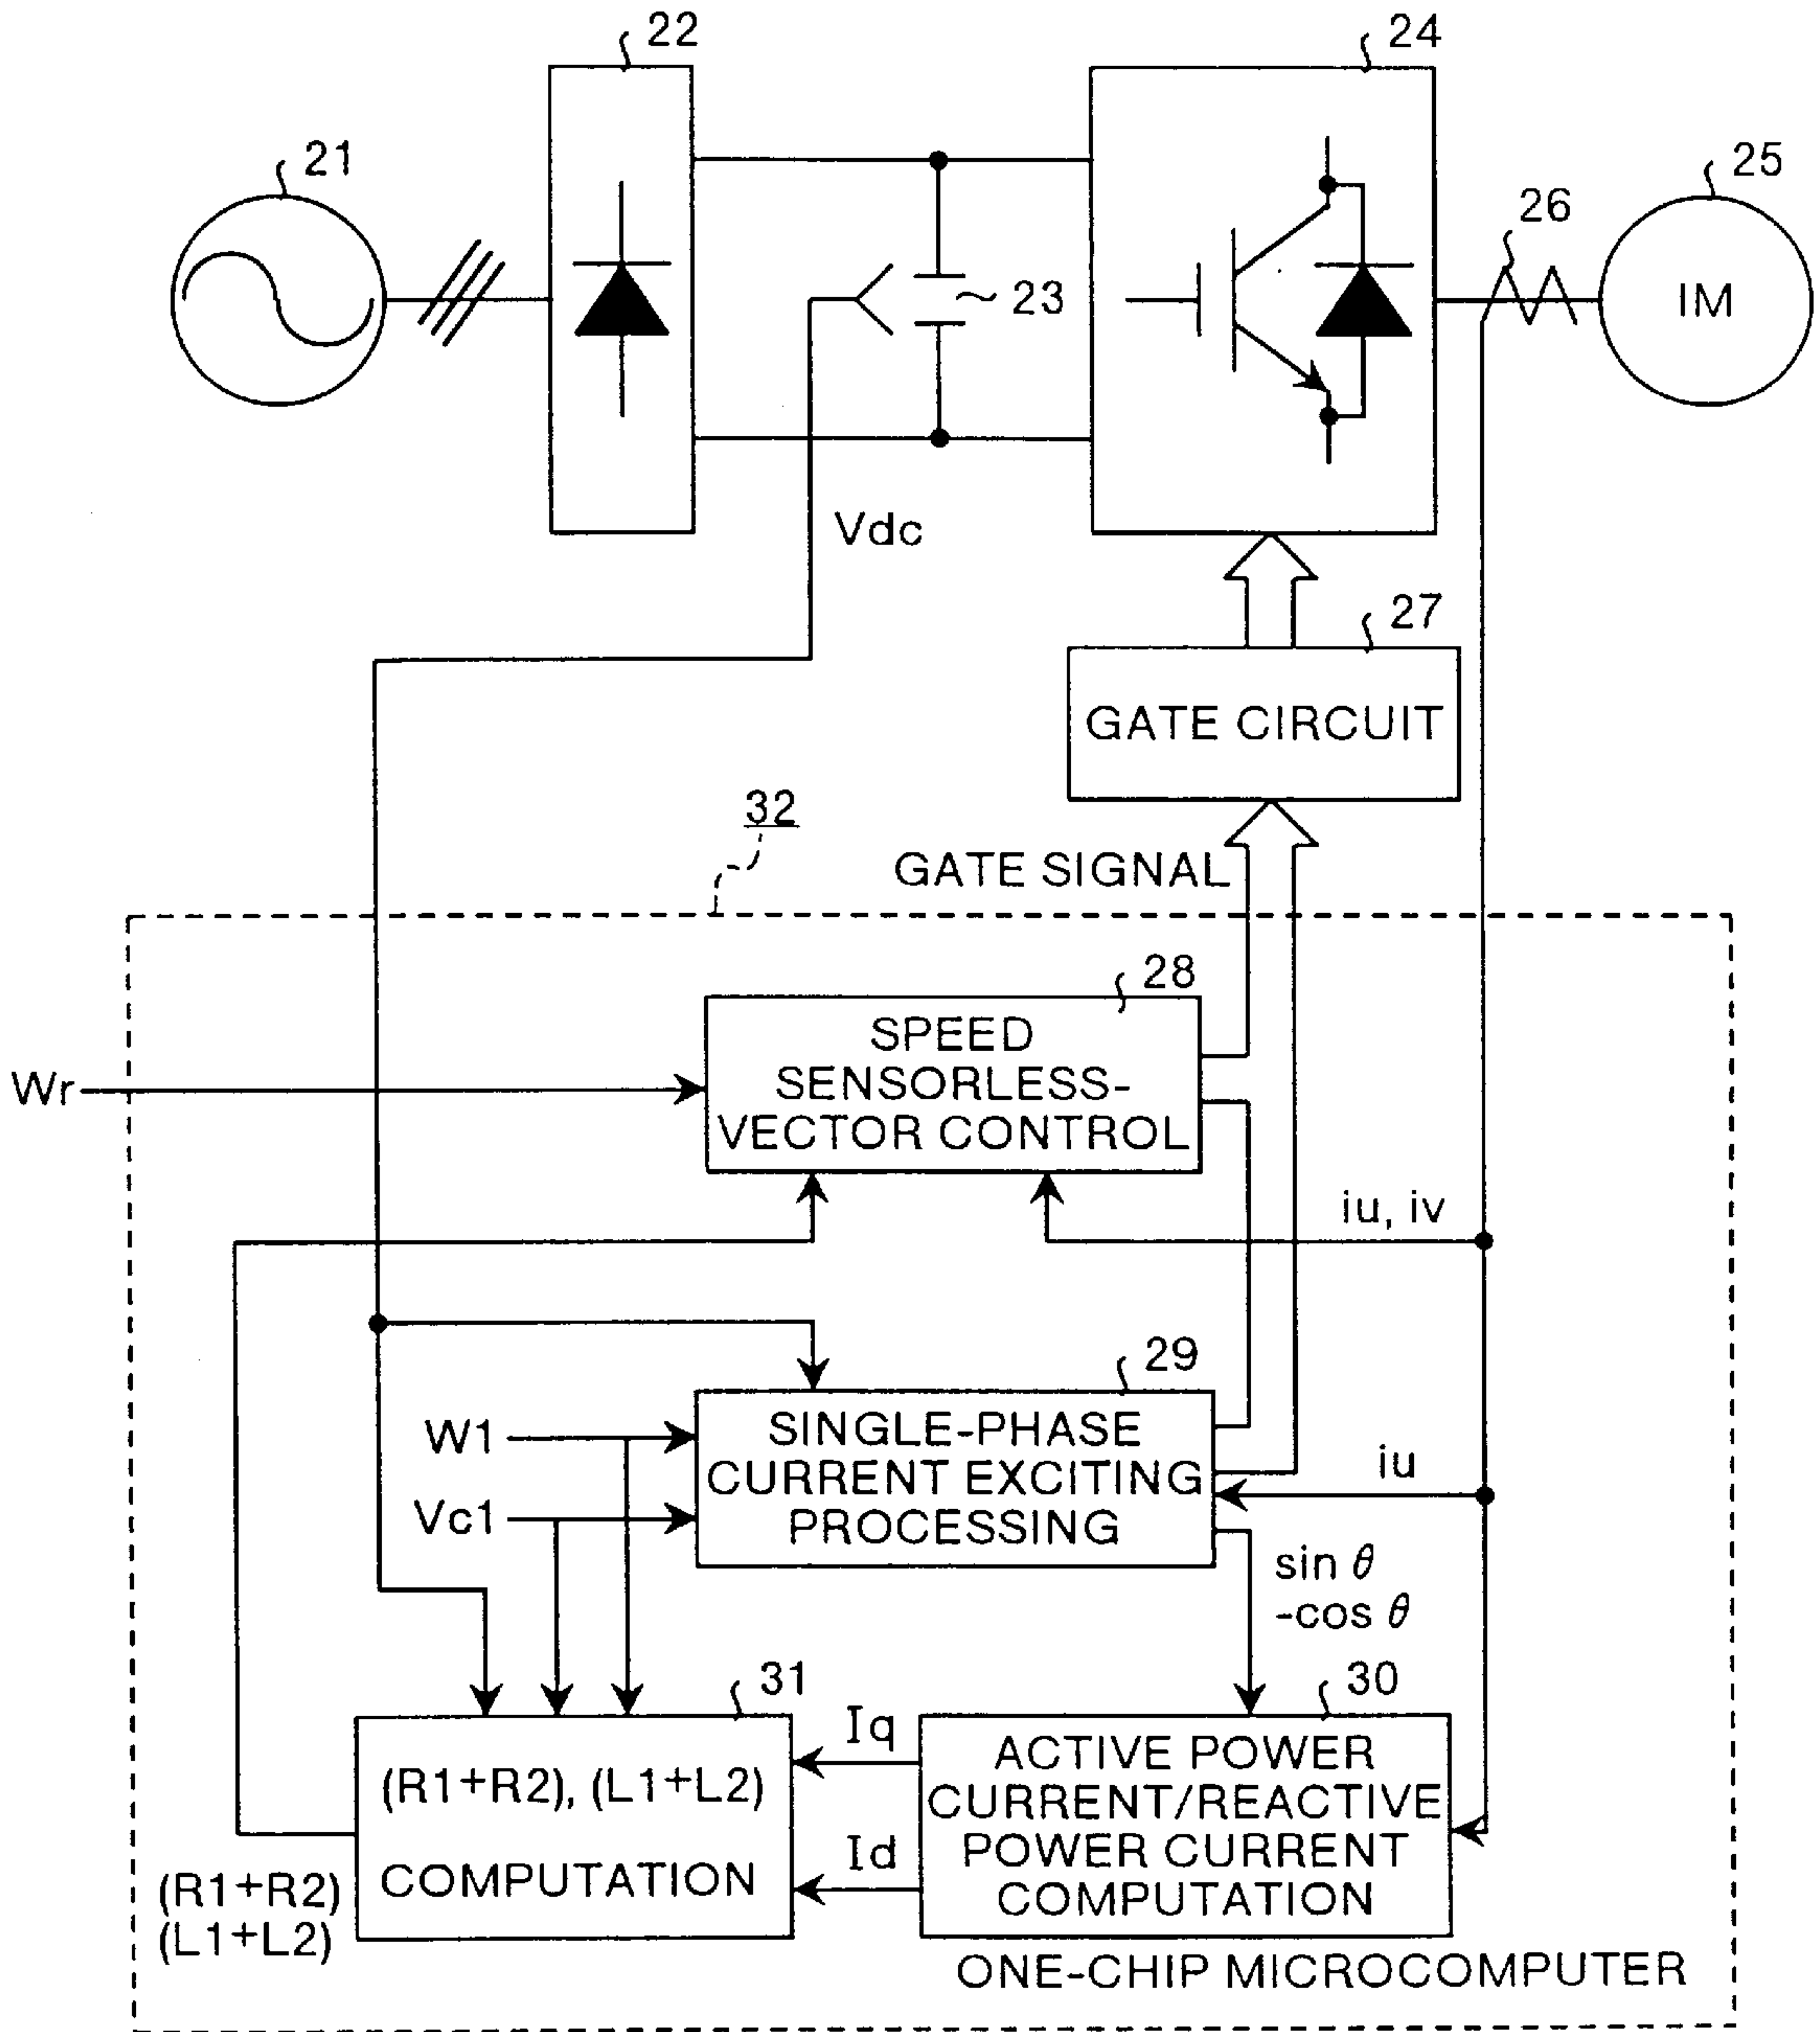 22
24
21
25
26
23
IM
Vdc
27
GATE CIRCUIT
32
GATE SIGNAL
28
SPEED
SENSORLESS-
VECTOR CONTROL
Wr
iu, iv
29
W1
SINGLE-PHASE
CURRENT EXCITING
PROCESSING
iu
Vc1
sin θ
-cos θ
31
30
Iq
(R1+R2), (L1+L2)
COMPUTATION
ACTIVE POWER
CURRENT/REACTIVE
POWER CURRENT
COMPUTATION
Id
(R1+R2)
(L1+L2)
ONE-CHIP MICROCOMPUTER